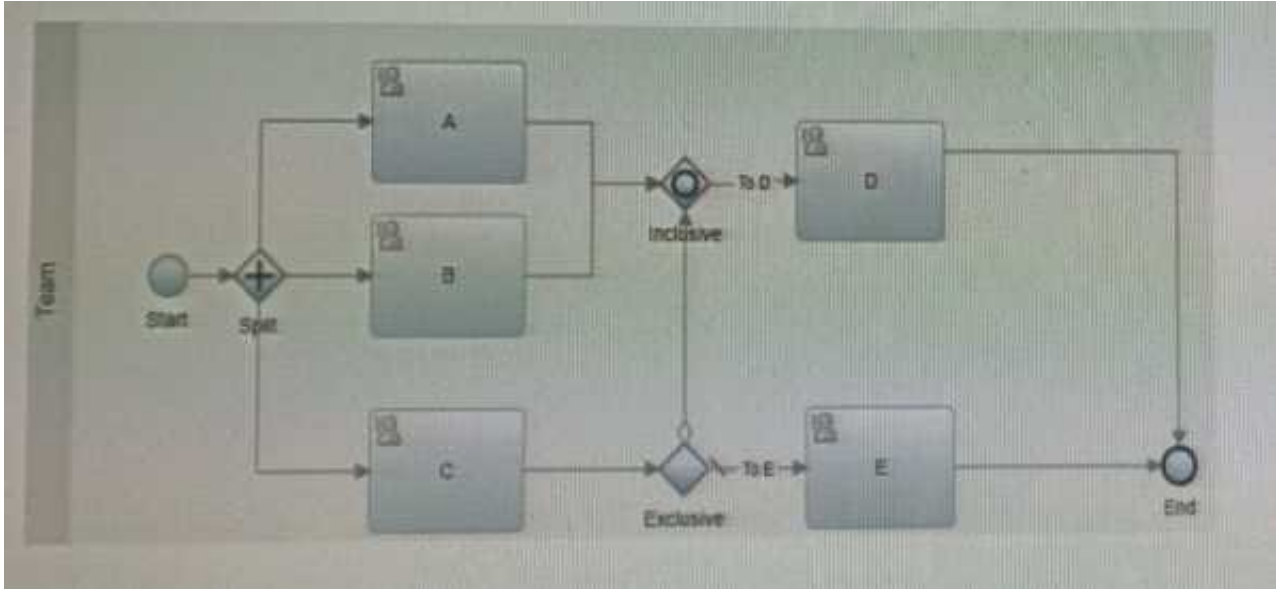 Team
Start
Split
A
B
C
Inclusive
To D
D
Exclusive
To E
E
End